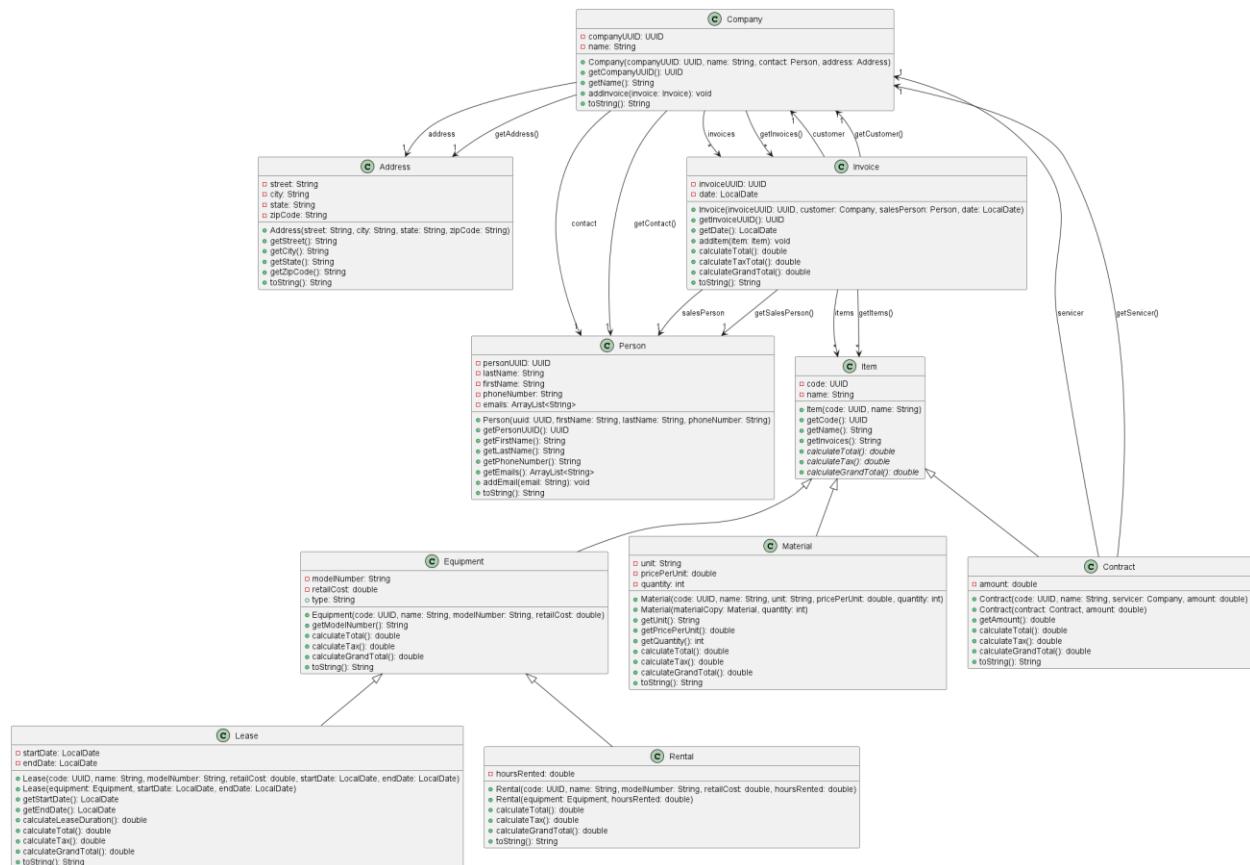 C Company
companyUUID: UUID
name: String
Company(companyUUID: UUID, name: String, contact: Person, address: Address)
getCompanyUUID(): UUID
getName(): String
addInvoice(invoice: Invoice): void
toString(): String
address
getAddress()
contact
getContact()
invoices
getInvoices()
customer
getCustomer()
servicer
getServicer()
1
1
1
1
*
*
1
1
1
1
C Address
street: String
city: String
state: String
zipCode: String
Address(street: String, city: String, state: String, zipCode: String)
getStreet(): String
getCity(): String
getState(): String
getZipCode(): String
toString(): String
C Invoice
invoiceUUID: UUID
date: LocalDate
Invoice(invoiceUUID: UUID, customer: Company, salesPerson: Person, date: LocalDate)
getInvoiceUUID(): UUID
getDate(): LocalDate
addItem(item: Item): void
calculateTotal(): double
calculateTaxTotal(): double
calculateGrandTotal(): double
toString(): String
salesPerson
getSalesPerson()
items
getItems()
1
1
*
*
C Person
personUUID: UUID
lastName: String
firstName: String
phoneNumber: String
emails: ArrayList<String>
Person(uuid: UUID, firstName: String, lastName: String, phoneNumber: String)
getPersonUUID(): UUID
getFirstName(): String
getLastName(): String
getPhoneNumber(): String
getEmails(): ArrayList<String>
addEmail(email: String): void
toString(): String
C Item
code: UUID
name: String
Item(code: UUID, name: String)
getCode(): UUID
getName(): String
getInvoices(): String
calculateTotal(): double
calculateTax(): double
calculateGrandTotal(): double
C Equipment
modelNumber: String
retailCost: double
type: String
Equipment(code: UUID, name: String, modelNumber: String, retailCost: double)
getModelNumber(): String
calculateTotal(): double
calculateTax(): double
calculateGrandTotal(): double
toString(): String
C Material
unit: String
pricePerUnit: double
quantity: int
Material(code: UUID, name: String, unit: String, pricePerUnit: double, quantity: int)
Material(materialCopy: Material, quantity: int)
getUnit(): String
getPricePerUnit(): double
getQuantity(): int
calculateTotal(): double
calculateTax(): double
calculateGrandTotal(): double
toString(): String
C Contract
amount: double
Contract(code: UUID, name: String, servicer: Company, amount: double)
Contract(contract: Contract, amount: double)
getAmount(): double
calculateTotal(): double
calculateTax(): double
calculateGrandTotal(): double
toString(): String
C Lease
startDate: LocalDate
endDate: LocalDate
Lease(code: UUID, name: String, modelNumber: String, retailCost: double, startDate: LocalDate, endDate: LocalDate)
Lease(equipment: Equipment, startDate: LocalDate, endDate: LocalDate)
getStartDate(): LocalDate
getEndDate(): LocalDate
calculateLeaseDuration(): double
calculateTotal(): double
calculateTax(): double
calculateGrandTotal(): double
toString(): String
C Rental
hoursRented: double
Rental(code: UUID, name: String, modelNumber: String, retailCost: double, hoursRented: double)
Rental(equipment: Equipment, hoursRented: double)
calculateTotal(): double
calculateTax(): double
calculateGrandTotal(): double
toString(): String